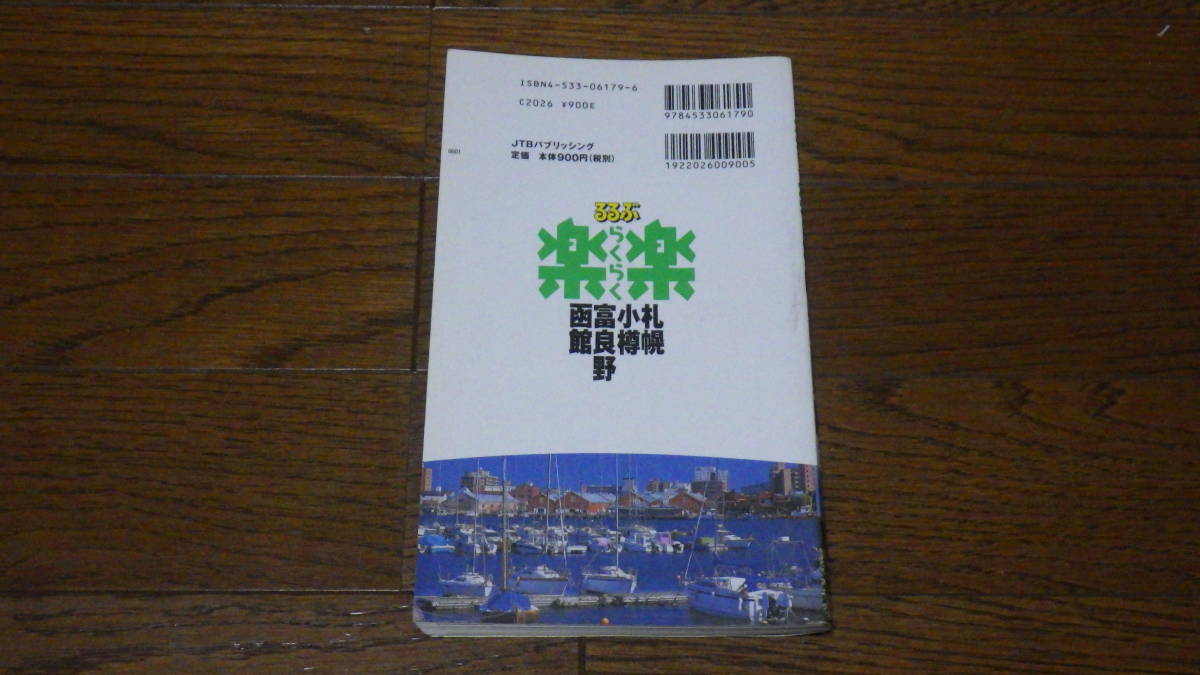 ISBN4-533-06179-6
C2026 ¥900E
9784533061790
JTBパブリッシング
定価 本体900円(税別)
1922026009005
0601
るるぶ
楽楽
らくらく
札幌
小樽
富良野
函館